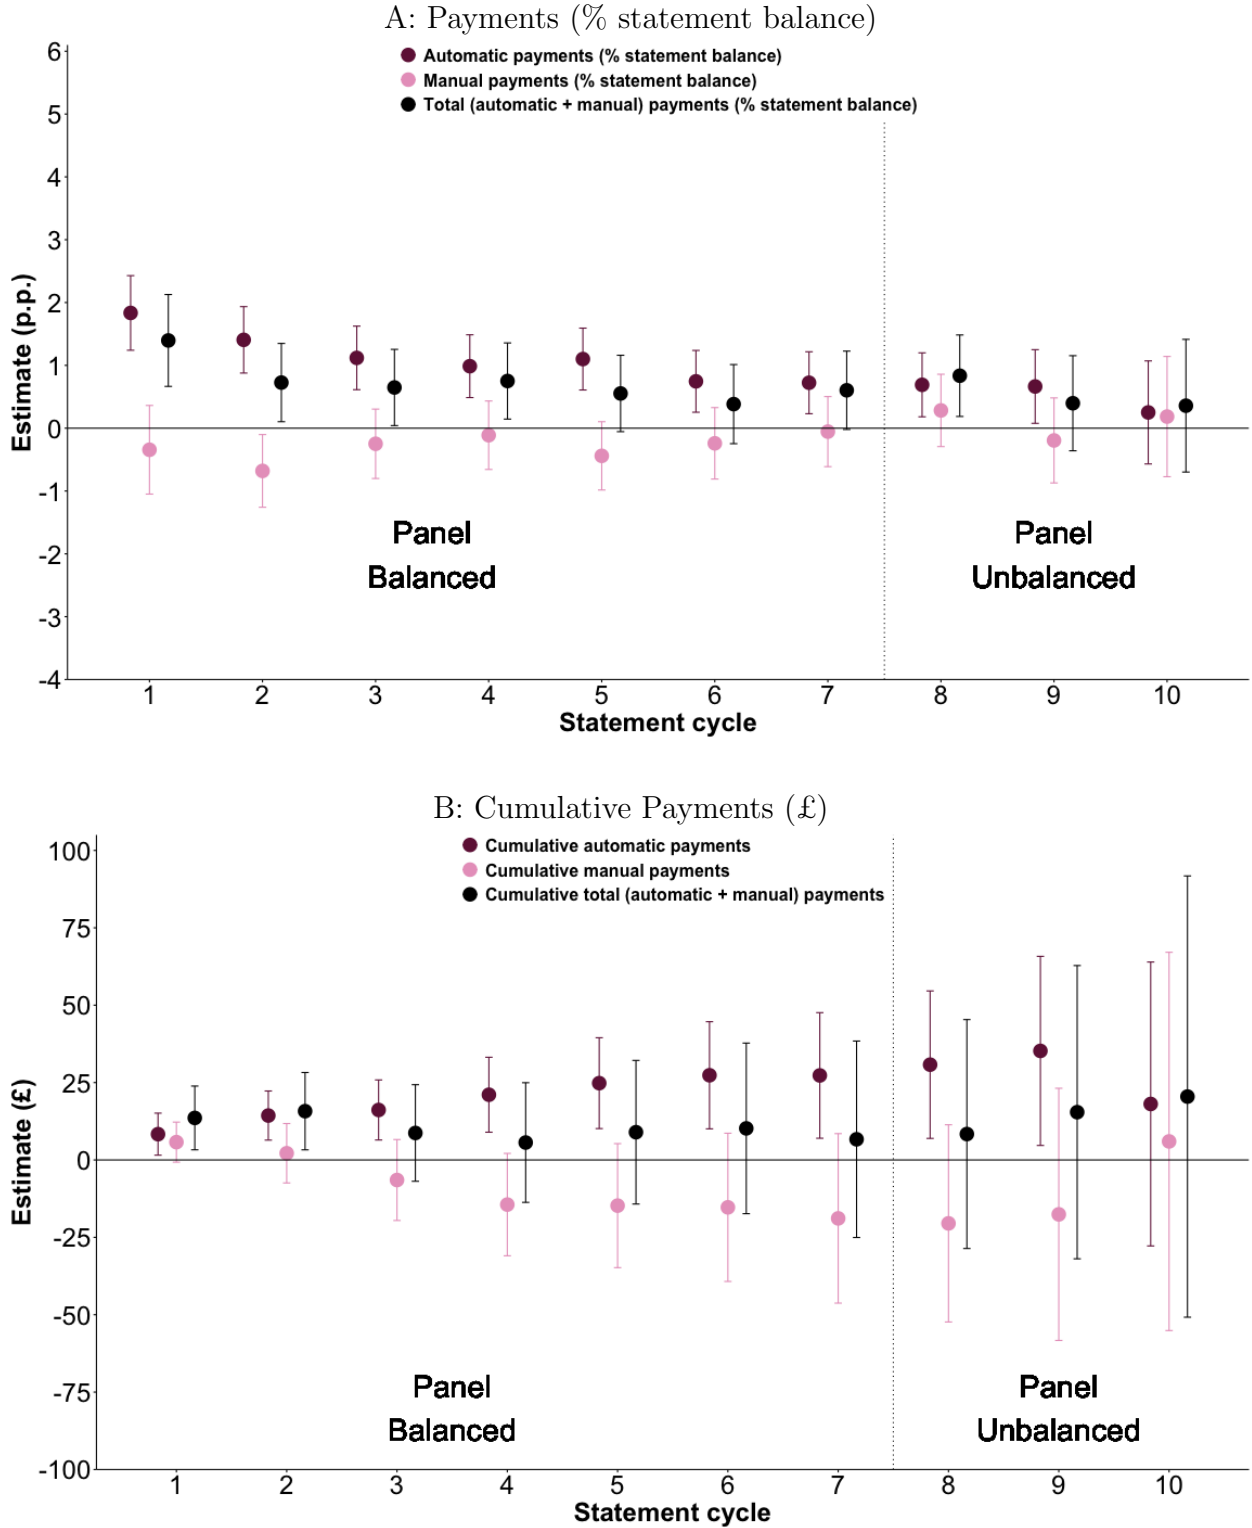 A: Payments (% statement balance)
Automatic payments (% statement balance)
Manual payments (% statement balance)
Total (automatic + manual) payments (% statement balance)
6
5
4
3
2
1
0
-1
-2
-3
-4
Estimate (p.p.)
Panel
Balanced
Panel
Unbalanced
1 2 3 4 5 6 7 8 9 10
Statement cycle
B: Cumulative Payments (£)
Cumulative automatic payments
Cumulative manual payments
Cumulative total (automatic + manual) payments
100
75
50
25
0
-25
-50
-75
-100
Estimate (£)
Panel
Balanced
Panel
Unbalanced
1 2 3 4 5 6 7 8 9 10
Statement cycle